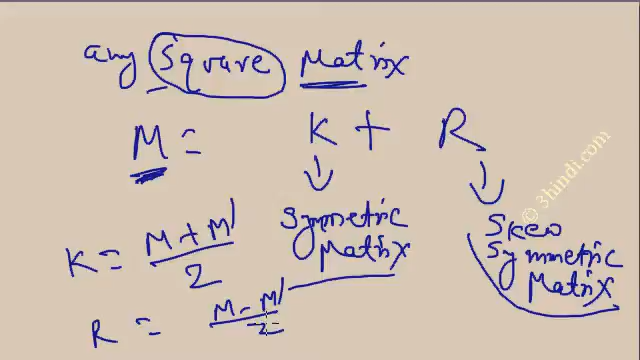 any Square Matrix
M = K + R
Symmetric
Matrix
Skew
Symmetric
Matrix
K = M + M' / 2
R = M - M' / 2
© 3hindi.com